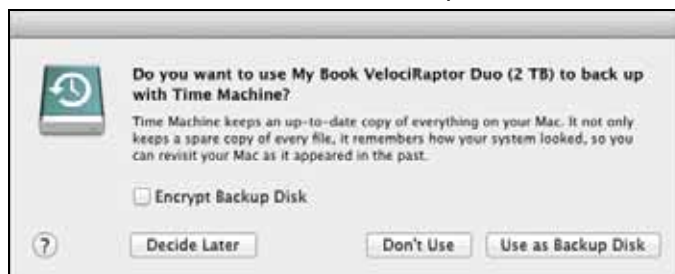 Do you want to use My Book VelociRaptor Duo (2 TB) to back up
with Time Machine?
Time Machine keeps an up-to-date copy of everything on your Mac. It not only
keeps a spare copy of every file, it remembers how your system looked, so you
can revisit your Mac as it appeared in the past.
Encrypt Backup Disk
? Decide Later Don't Use Use as Backup Disk